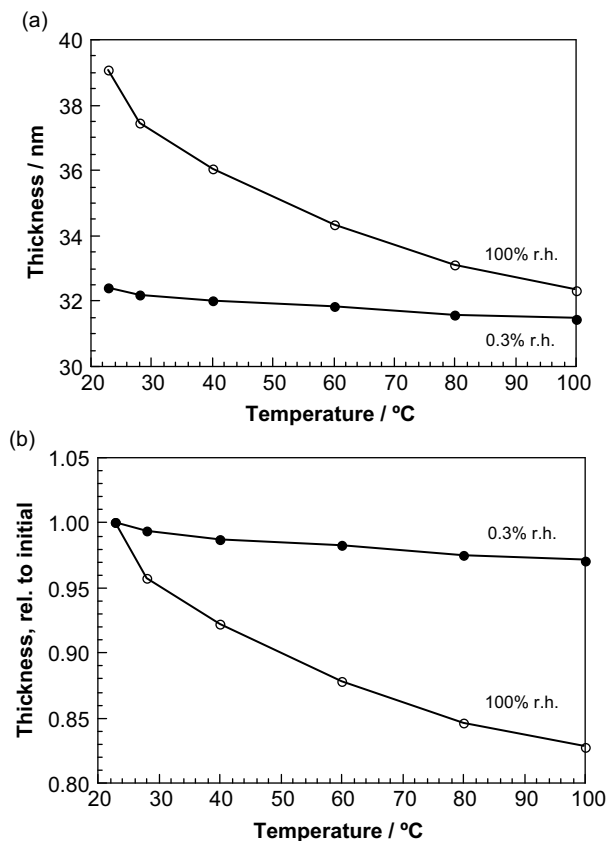 (a)
40
38
36
34
32
30
Thickness / nm
100% r.h.
0.3% r.h.
20 30 40 50 60 70 80 90 100
Temperature / ºC
(b)
1.05
1.00
0.95
0.90
0.85
0.80
Thickness, rel. to initial
0.3% r.h.
100% r.h.
20 30 40 50 60 70 80 90 100
Temperature / ºC